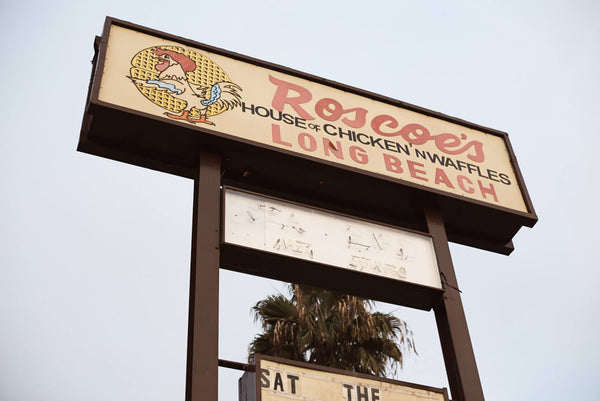 Roscoe's
HOUSE OF CHICKEN 'N WAFFLES
LONG BEACH
SAT THE